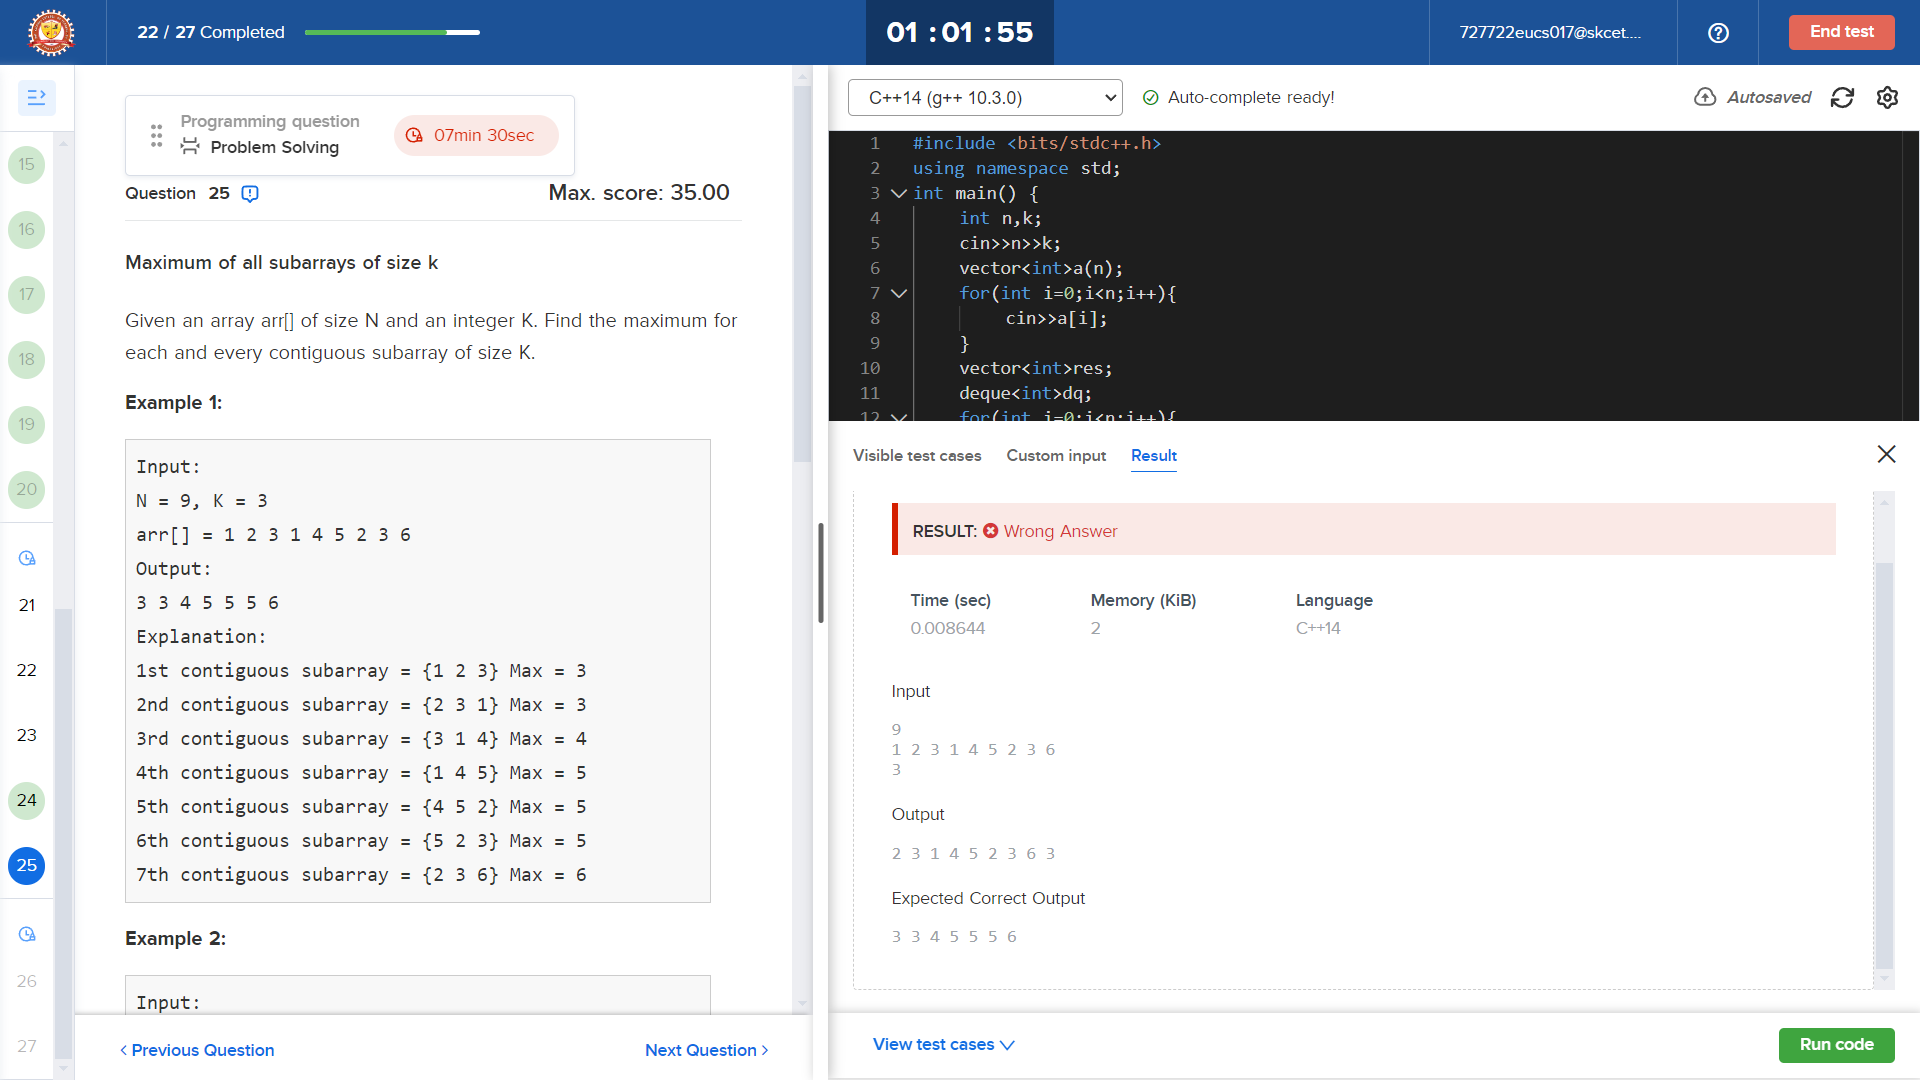 22 / 27 Completed
01 : 01 : 55
727722eucs017@skcet....
End test
15
16
17
18
19
20
21
22
23
24
25
26
27
Programming question
Problem Solving
07min 30sec
Question 25
Max. score: 35.00
Maximum of all subarrays of size k
Given an array arr[] of size N and an integer K. Find the maximum for
each and every contiguous subarray of size K.
Example 1:
Input:
N = 9, K = 3
arr[] = 1 2 3 1 4 5 2 3 6
Output:
3 3 4 5 5 5 6
Explanation:
1st contiguous subarray = {1 2 3} Max = 3
2nd contiguous subarray = {2 3 1} Max = 3
3rd contiguous subarray = {3 1 4} Max = 4
4th contiguous subarray = {1 4 5} Max = 5
5th contiguous subarray = {4 5 2} Max = 5
6th contiguous subarray = {5 2 3} Max = 5
7th contiguous subarray = {2 3 6} Max = 6
Example 2:
Input:
Previous Question
Next Question
C++14 (g++ 10.3.0)
Auto-complete ready!
Autosaved
1 #include <bits/stdc++.h>
2 using namespace std;
3 int main() {
4 int n,k;
5 cin>>n>>k;
6 vector<int>a(n);
7 for(int i=0;i<n;i++){
8 cin>>a[i];
9 }
10 vector<int>res;
11 deque<int>dq;
12 for(int i=0;i<n;i++){
Visible test cases
Custom input
Result
RESULT: Wrong Answer
Time (sec)
Memory (KiB)
Language
0.008644
2
C++14
Input
9
1 2 3 1 4 5 2 3 6
3
Output
2 3 1 4 5 2 3 6 3
Expected Correct Output
3 3 4 5 5 5 6
View test cases
Run code